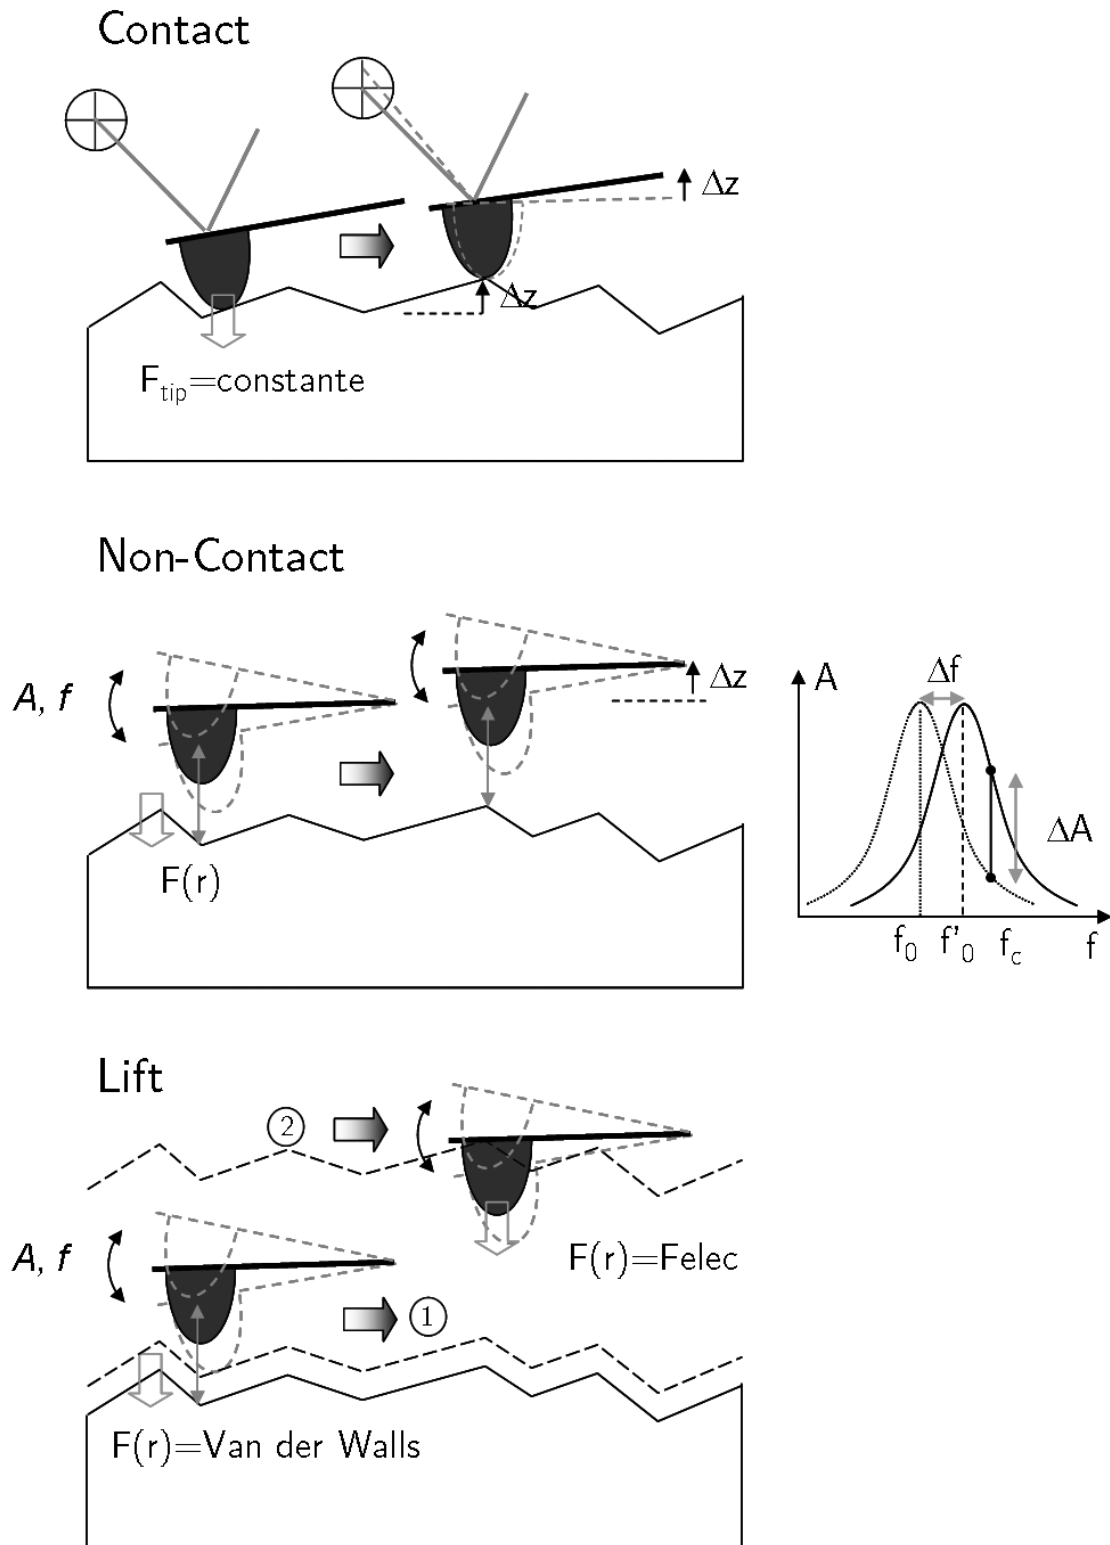 Contact
Δz
Δz
F_tip=constante
Non-Contact
A, f
Δz
F(r)
A
Δf
ΔA
f_0
f'_0
f_c
f
Lift
2
A, f
F(r)=Felec
1
F(r)=Van der Walls